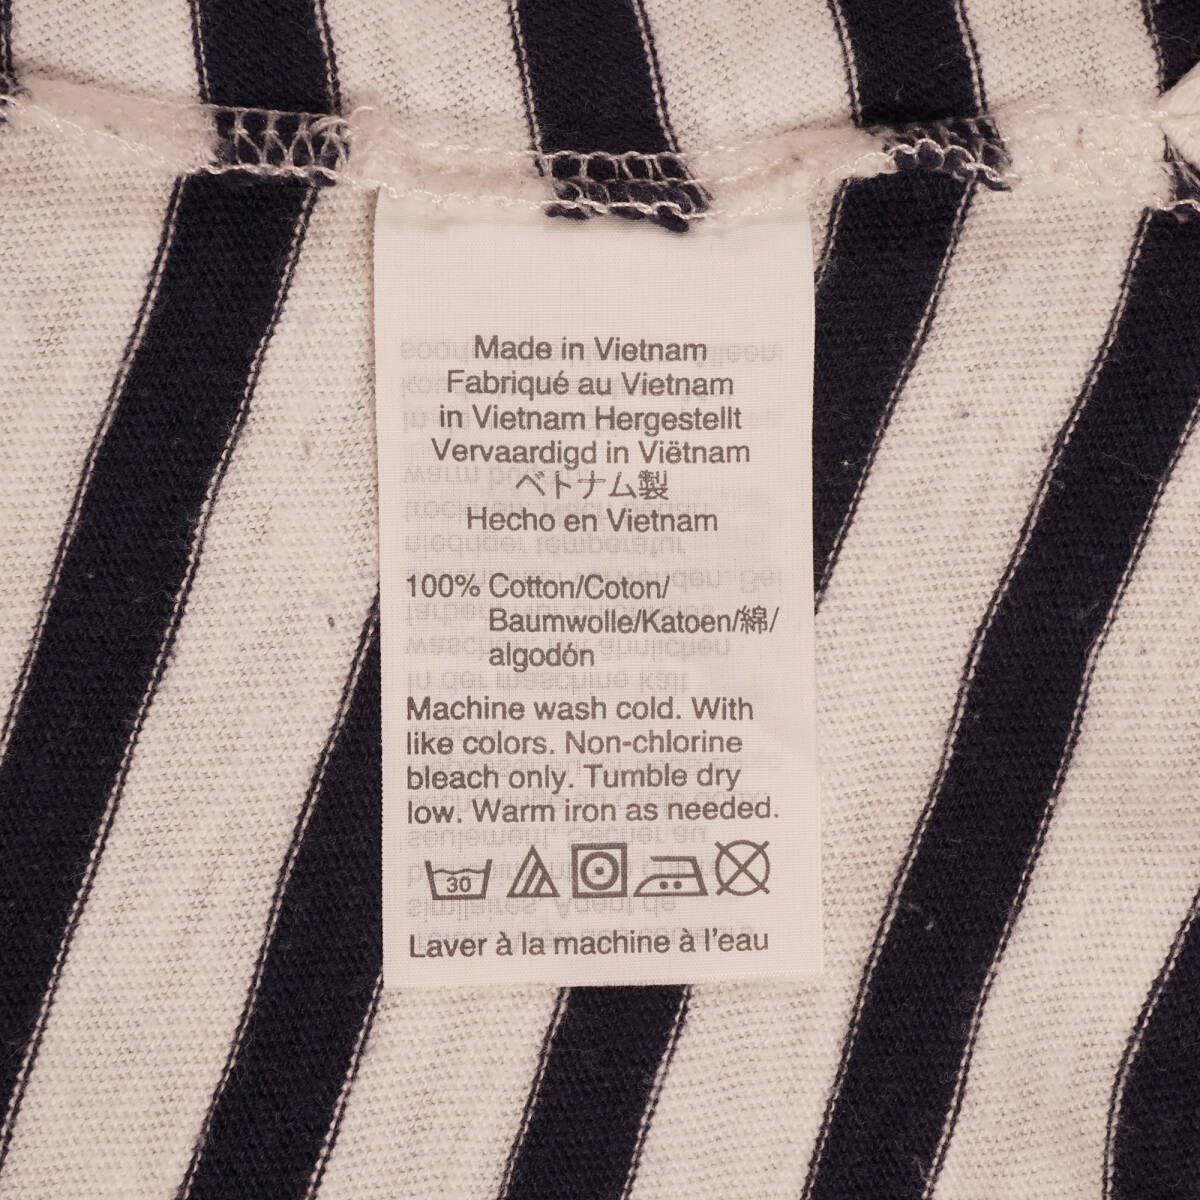 Made in Vietnam
Fabriqué au Vietnam
in Vietnam Hergestellt
Vervaardigd in Viëtnam
ベトナム製
Hecho en Vietnam
100% Cotton/Coton/
Baumwolle/Katoen/綿/
algodón
Machine wash cold. With
like colors. Non-chlorine
bleach only. Tumble dry
low. Warm iron as needed.
30
Laver à la machine à l'eau